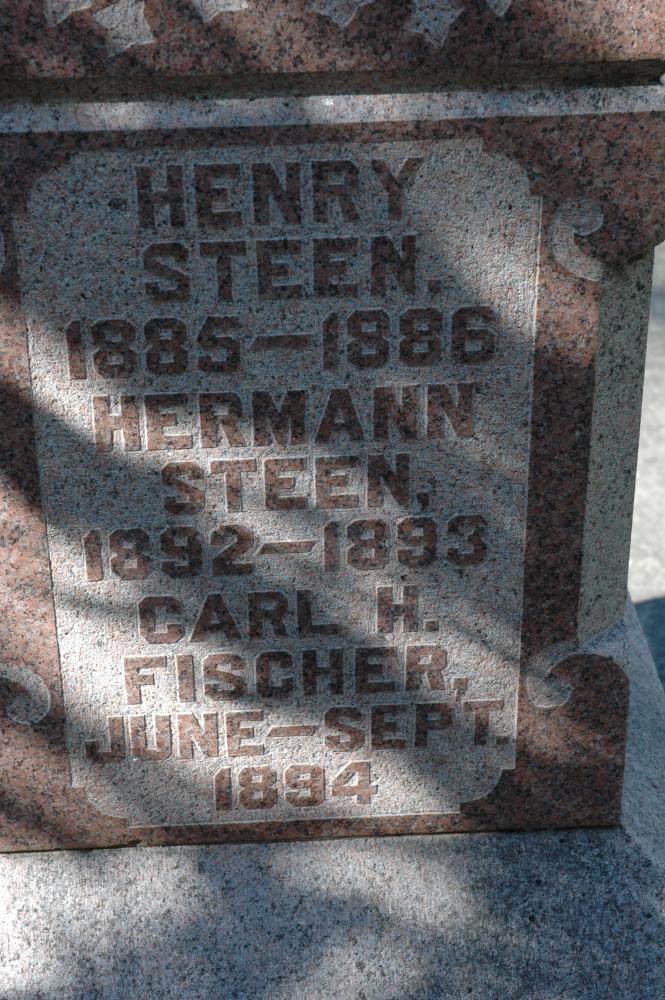 HENRY
STEEN,
1885—1886
HERMANN
STEEN,
1892—1893
CARL H.
FISCHER,
JUNE—SEPT.
1894